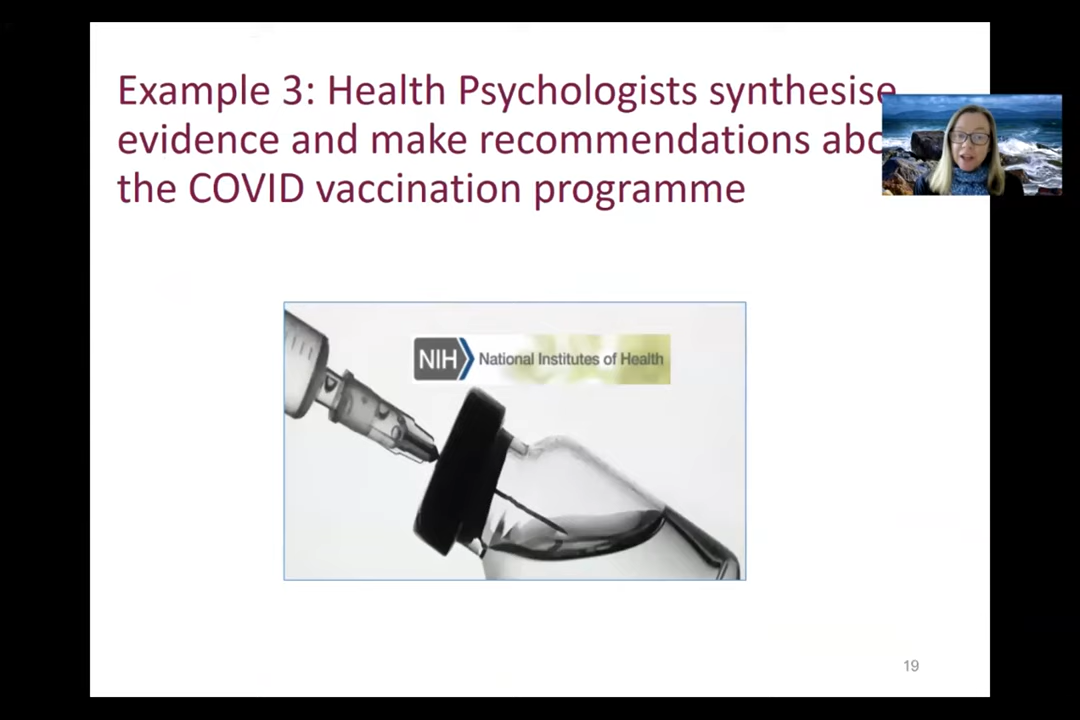 Example 3: Health Psychologists synthesise
evidence and make recommendations abo
the COVID vaccination programme
NIH National Institutes of Health
19